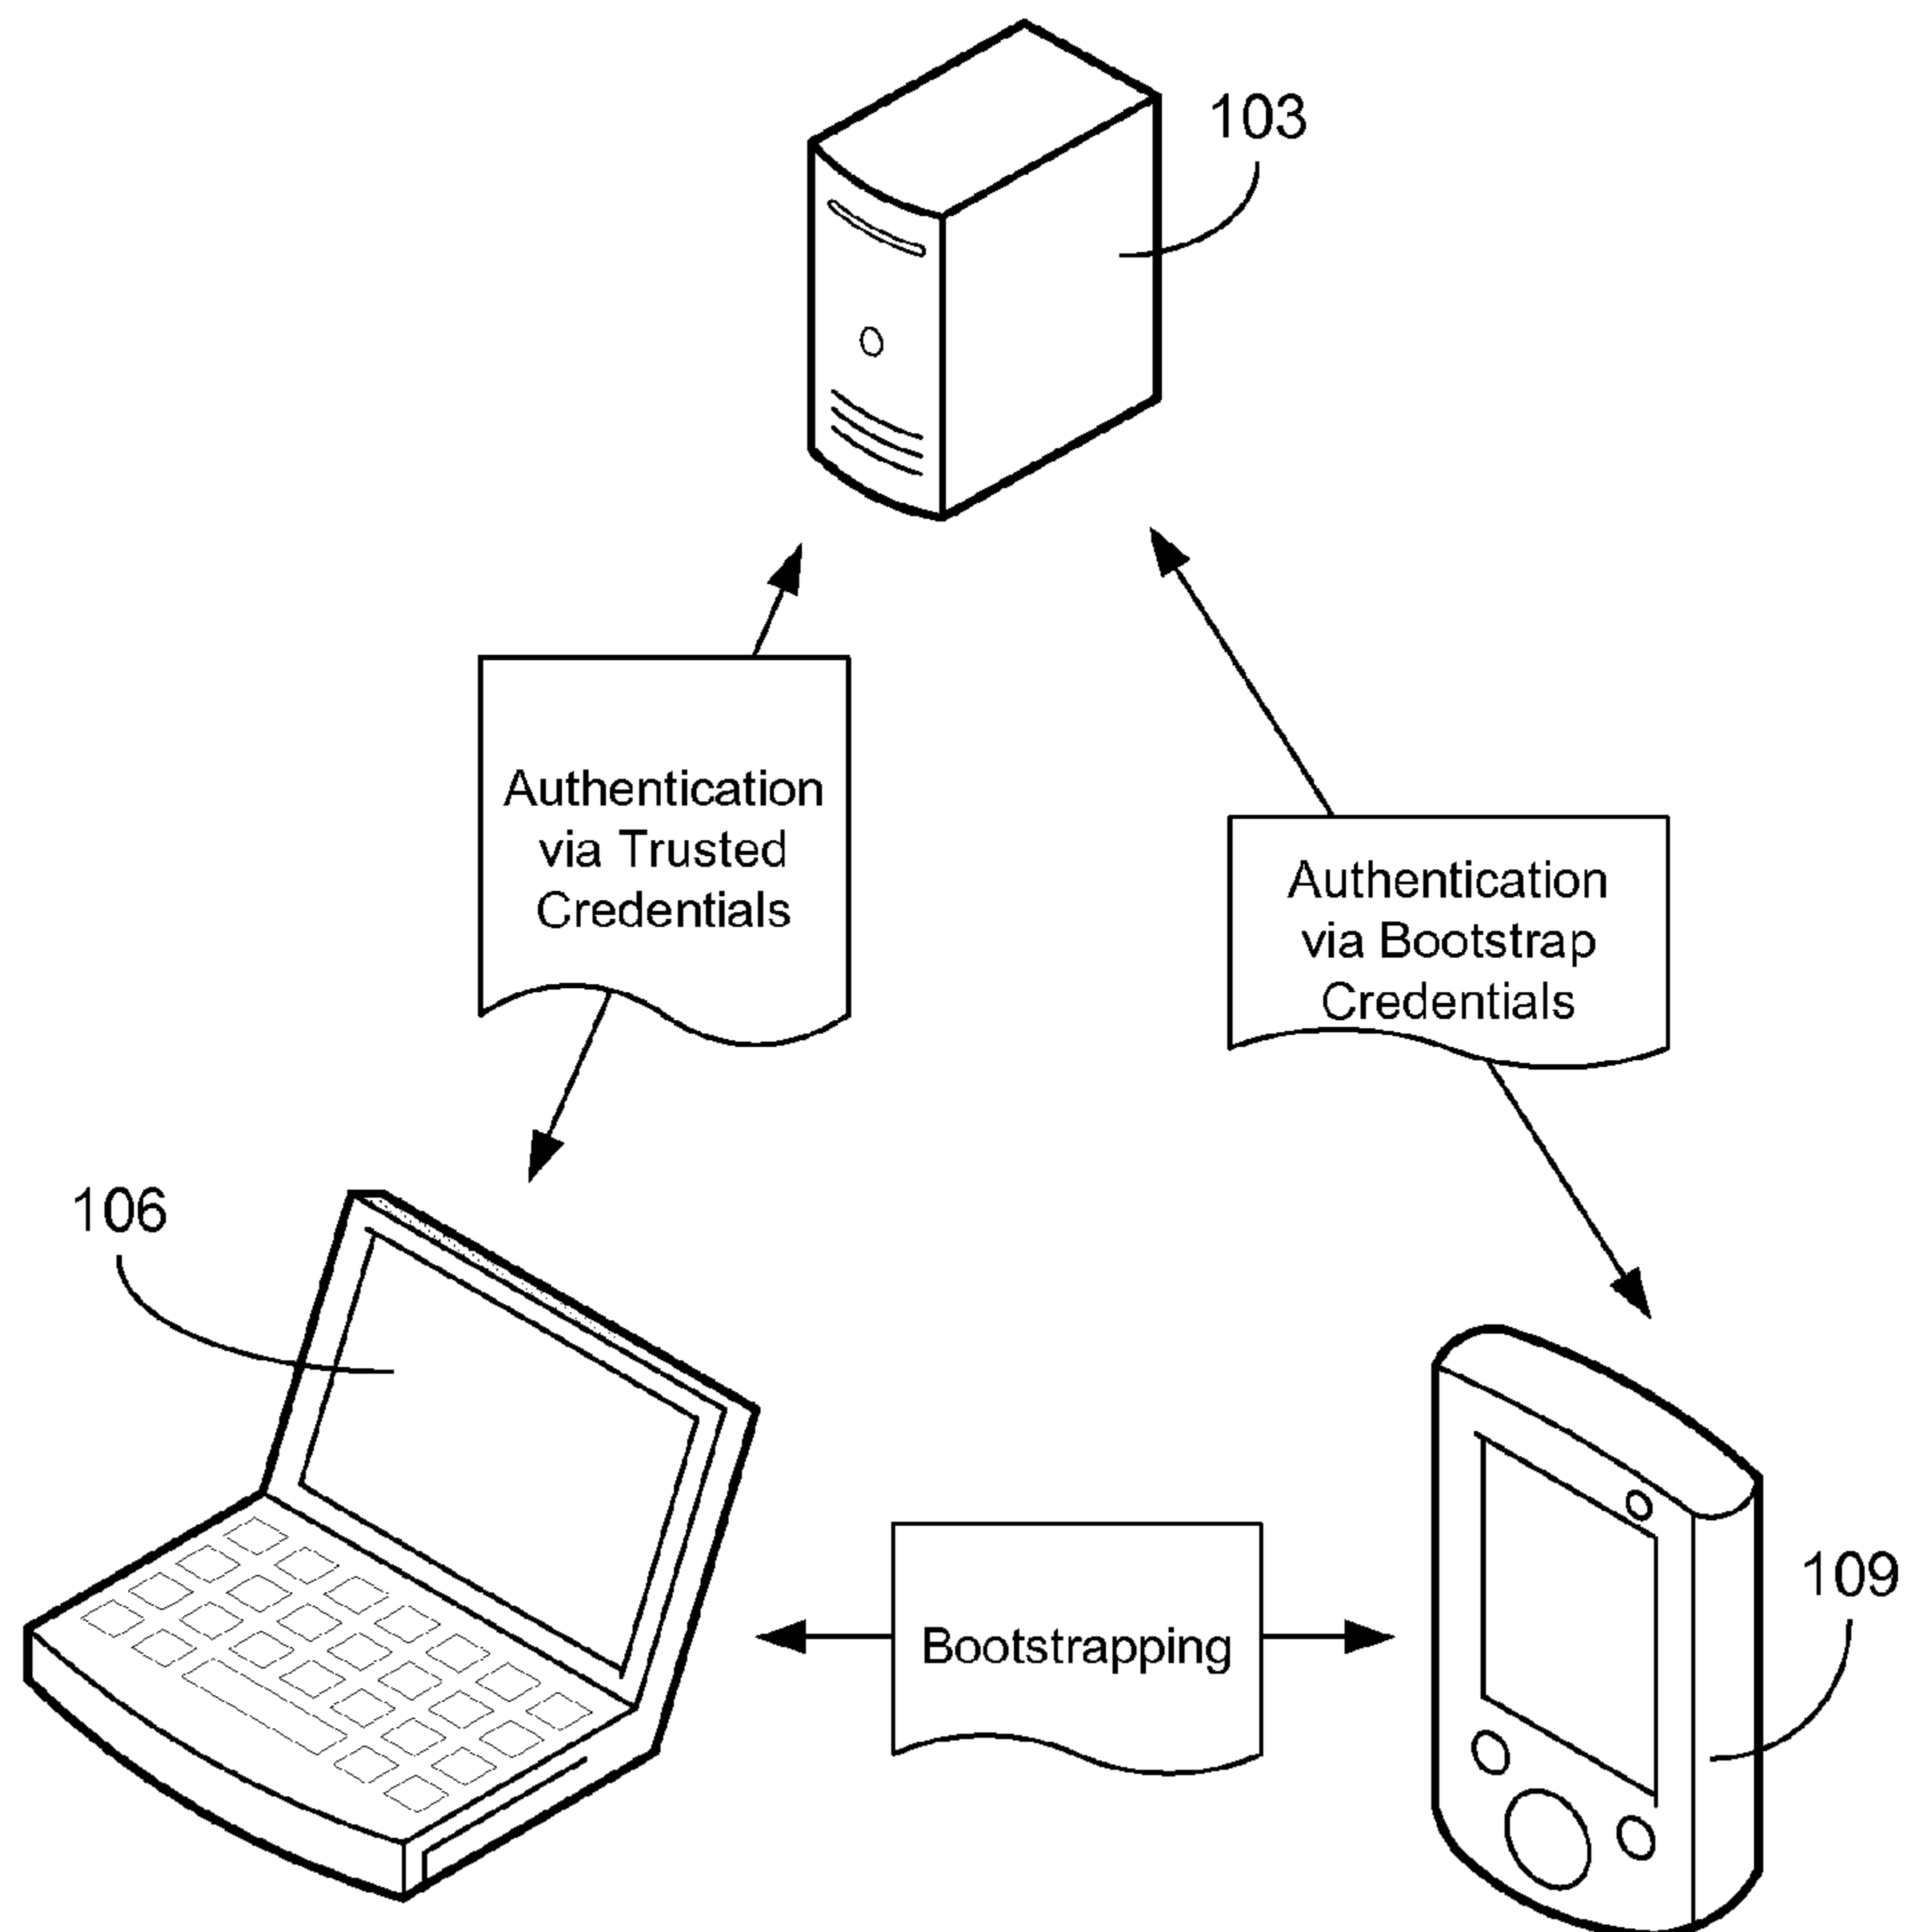 103
Authentication
via Trusted
Credentials
Authentication
via Bootstrap
Credentials
106
Bootstrapping
109